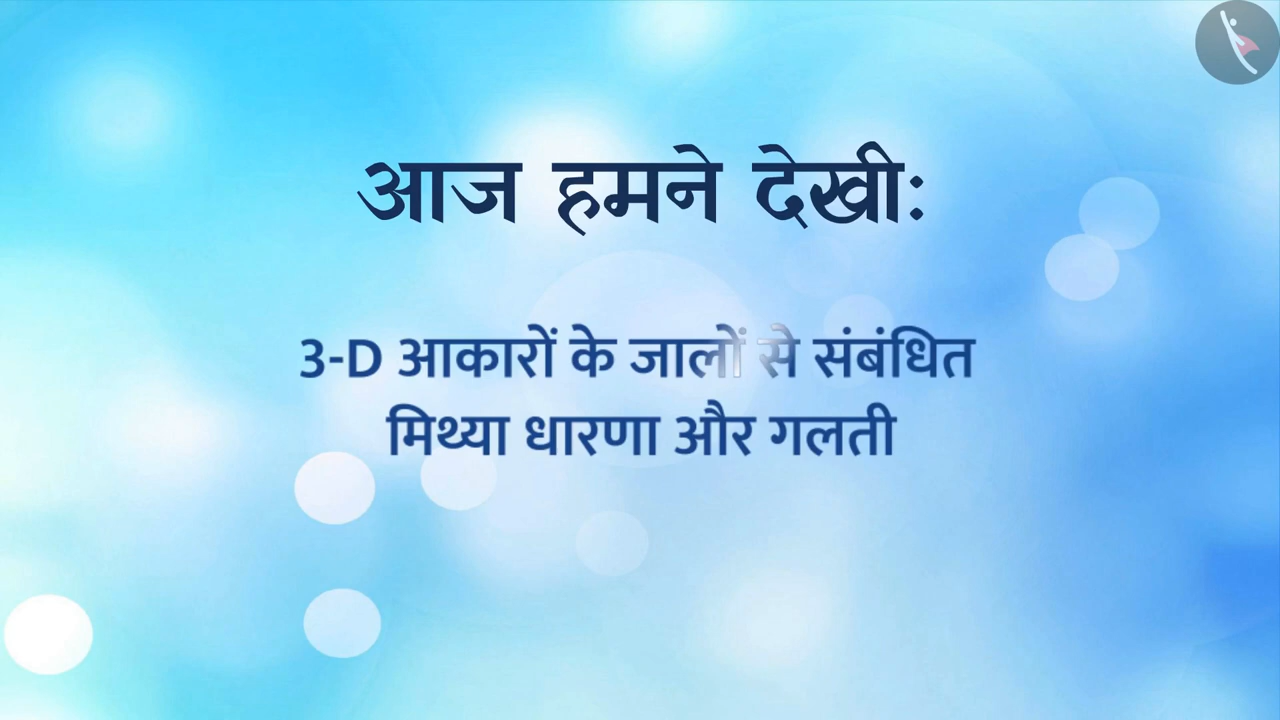 आज हमने देखी:
3-D आकारों के जालों से संबंधित
मिथ्या धारणा और गलती